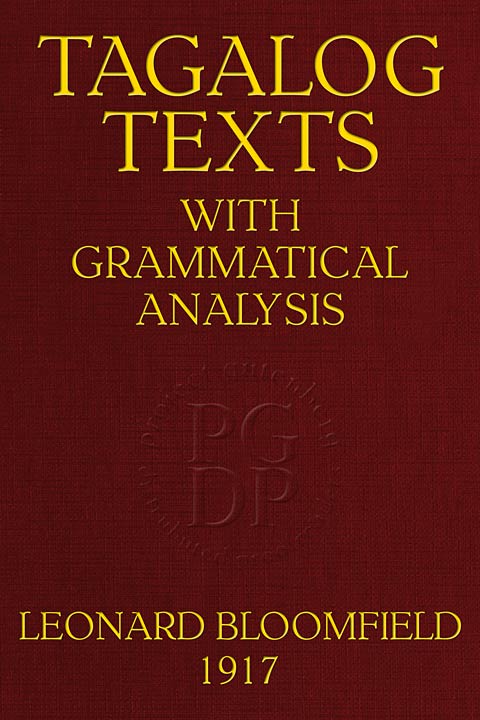 TAGALOG
TEXTS
WITH
GRAMMATICAL
ANALYSIS
PG
DP
LEONARD BLOOMFIELD
1917